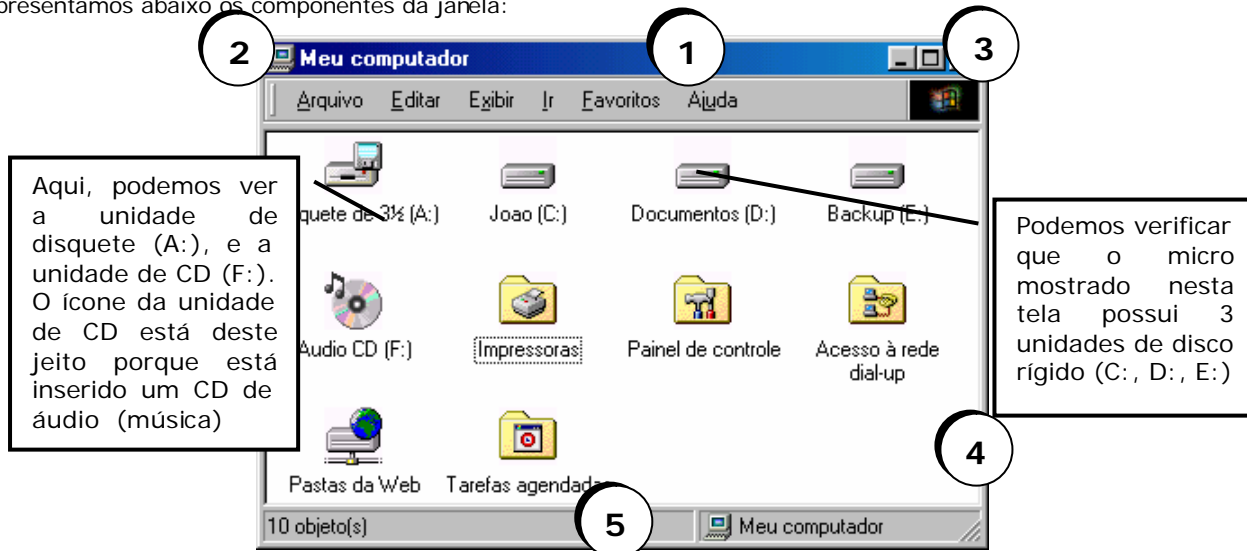 presentamos abaixo os componentes da janela:
2
Meu computador
1
3
Arquivo Editar Exibir Ir Favoritos Ajuda
Aqui, podemos ver
a unidade de
disquete (A:), e a
unidade de CD (F:).
O ícone da unidade
de CD está deste
jeito porque está
inserido um CD de
áudio (música)
quete de 3½ (A:) Joao (C:) Documentos (D:) Backup (E:)
Podemos verificar
que o micro
mostrado nesta
tela possui 3
unidades de disco
rígido (C:, D:, E:)
Audio CD (F:) Impressoras Painel de controle Acesso à rede
dial-up
4
Pastas da Web Tarefas agendadas
10 objeto(s)
5
Meu computador